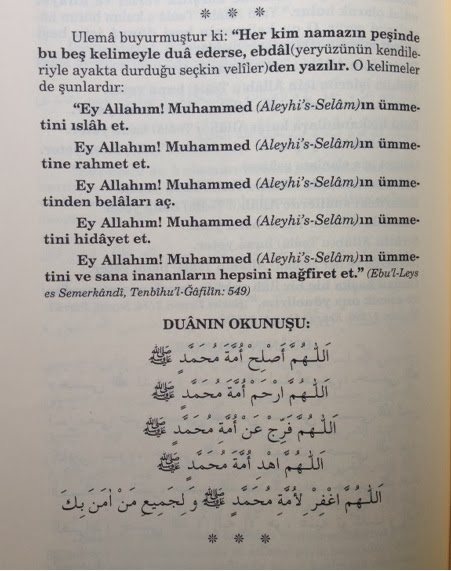 * * *
Ulemâ buyurmuştur ki: "Her kim namazın peşinde
bu beş kelimeyle duâ ederse, ebdâl(yeryüzünün kendile-
riyle ayakta durduğu seçkin velîler)den yazılır. O kelimeler
de şunlardır:
"Ey Allahım! Muhammed (Aleyhi's-Selâm)ın ümme-
tini ıslâh et.
Ey Allahım! Muhammed (Aleyhi's-Selâm)ın ümme-
tine rahmet et.
Ey Allahım! Muhammed (Aleyhi's-Selâm)ın ümme-
tinden belâları aç.
Ey Allahım! Muhammed (Aleyhi's-Selâm)ın ümme-
tini hidâyet et.
Ey Allahım! Muhammed (Aleyhi's-Selâm)ın ümme-
tini ve sana inananların hepsini mağfiret et." (Ebu'l-Leys
es Semerkândî, Tenbîhu'l-Ğâfilîn: 549)
DUÂNIN OKUNUŞU:
اَللّٰهُمَّ أَصْلِحْ أُمَّةَ مُحَمَّدٍ ﷺ
اَللّٰهُمَّ ارْحَمْ أُمَّةَ مُحَمَّدٍ ﷺ
اَللّٰهُمَّ فَرِّجْ عَنْ أُمَّةِ مُحَمَّدٍ ﷺ
اَللّٰهُمَّ اهْدِ أُمَّةَ مُحَمَّدٍ ﷺ
اَللّٰهُمَّ اغْفِرْ لِأُمَّةِ مُحَمَّدٍ ﷺ وَ لِجَمِيعِ مَنْ اٰمَنَ بِكَ
* * *